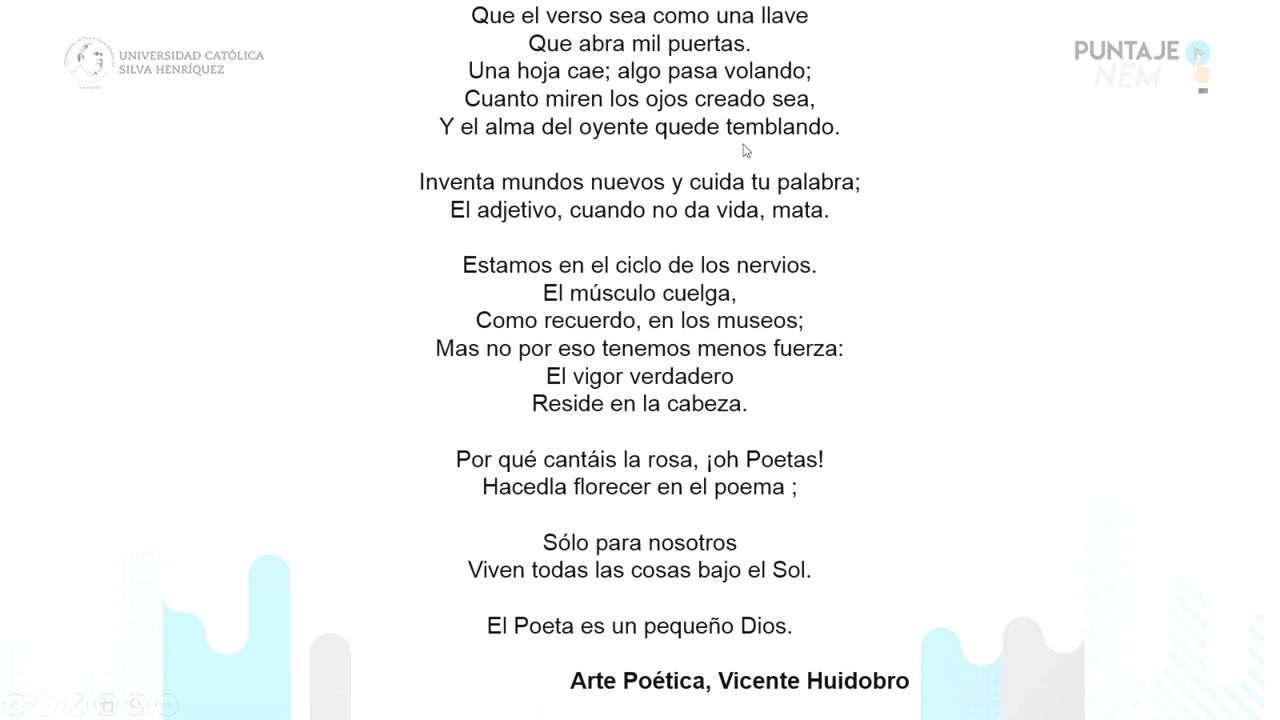 Que el verso sea como una llave
Que abra mil puertas.
Una hoja cae; algo pasa volando;
Cuanto miren los ojos creado sea,
Y el alma del oyente quede temblando.
Inventa mundos nuevos y cuida tu palabra;
El adjetivo, cuando no da vida, mata.
Estamos en el ciclo de los nervios.
El músculo cuelga,
Como recuerdo, en los museos;
Mas no por eso tenemos menos fuerza:
El vigor verdadero
Reside en la cabeza.
Por qué cantáis la rosa, ¡oh Poetas!
Hacedla florecer en el poema ;
Sólo para nosotros
Viven todas las cosas bajo el Sol.
El Poeta es un pequeño Dios.
Arte Poética, Vicente Huidobro
UNIVERSIDAD CATÓLICA
SILVA HENRÍQUEZ
PUNTAJE
NEM